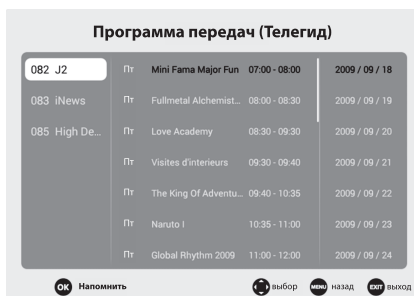 Программа передач (Телегид)
082 J2 Пт Mini Fama Major Fun 07:00 - 08:00 2009 / 09 / 18
083 iNews Пт Fullmetal Alchemist... 08:00 - 08:30 2009 / 09 / 19
085 High De... Пт Love Academy 08:30 - 09:30 2009 / 09 / 20
Пт Visites d'interieurs 09:30 - 09:40 2009 / 09 / 21
Пт The King Of Adventu... 09:40 - 10:35 2009 / 09 / 22
Пт Naruto I 10:35 - 11:00 2009 / 09 / 23
Пт Global Rhythm 2009 11:00 - 12:00 2009 / 09 / 24
OK Напомнить выбор MENU назад EXIT выход